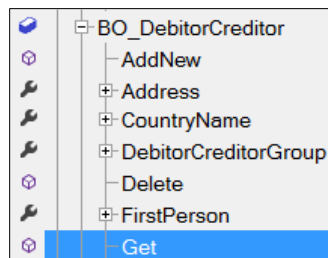 BO_DebitorCreditor
AddNew
Address
CountryName
DebitorCreditorGroup
Delete
FirstPerson
Get